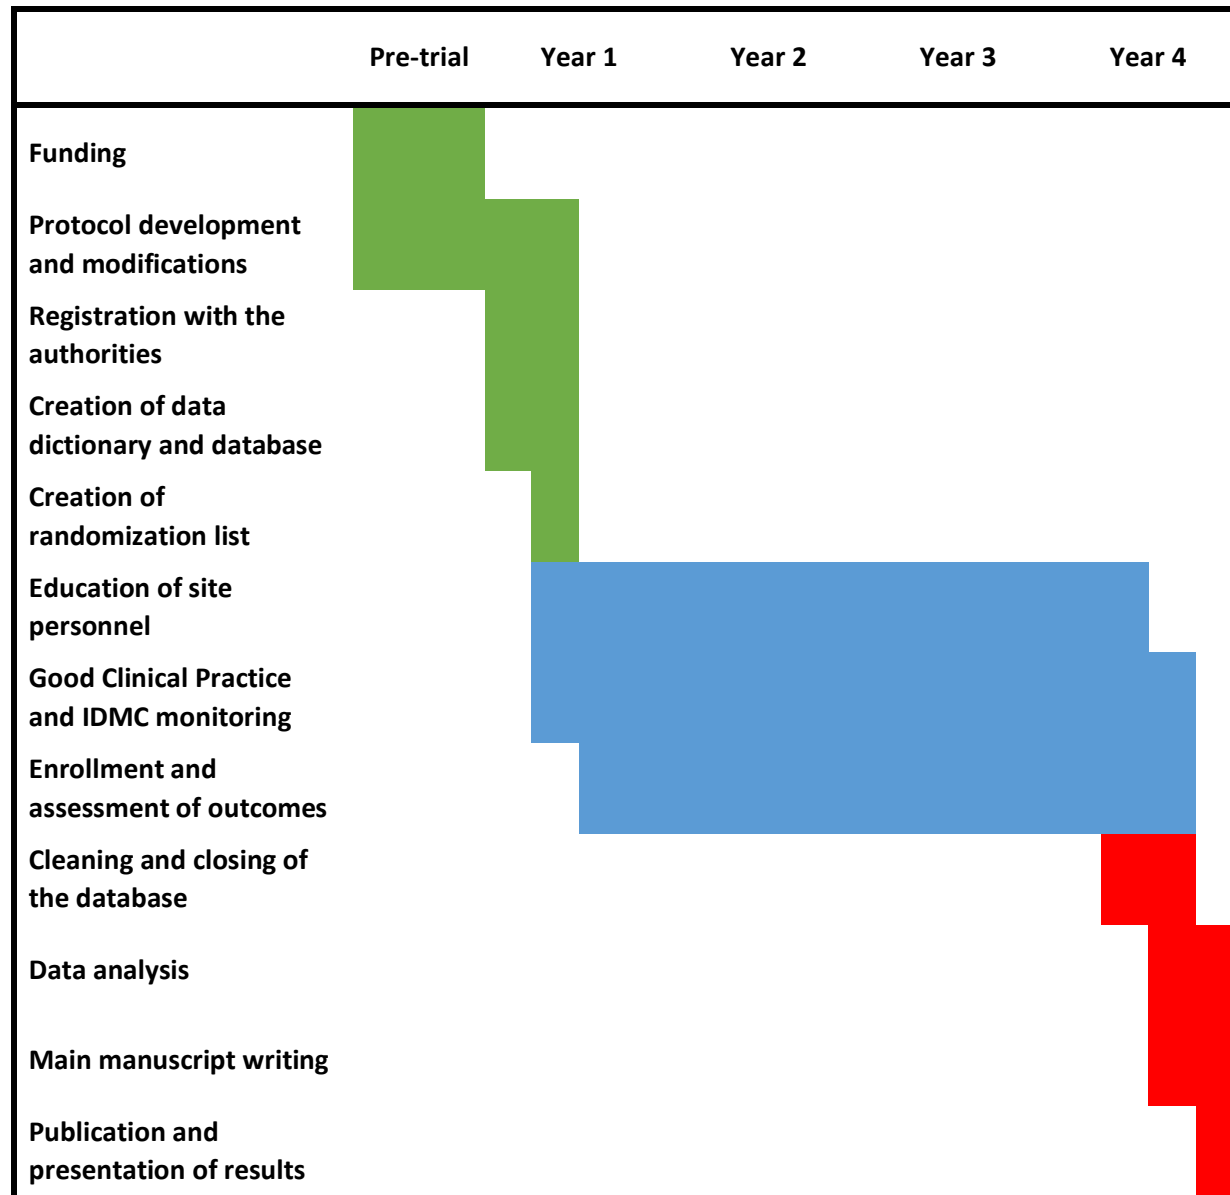 Pre-trial Year 1 Year 2 Year 3 Year 4
Funding
Protocol development
and modifications
Registration with the
authorities
Creation of data
dictionary and database
Creation of
randomization list
Education of site
personnel
Good Clinical Practice
and IDMC monitoring
Enrollment and
assessment of outcomes
Cleaning and closing of
the database
Data analysis
Main manuscript writing
Publication and
presentation of results